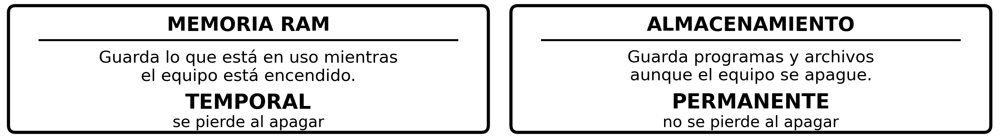 MEMORIA RAM
Guarda lo que está en uso mientras
el equipo está encendido.
TEMPORAL
se pierde al apagar
ALMACENAMIENTO
Guarda programas y archivos
aunque el equipo se apague.
PERMANENTE
no se pierde al apagar